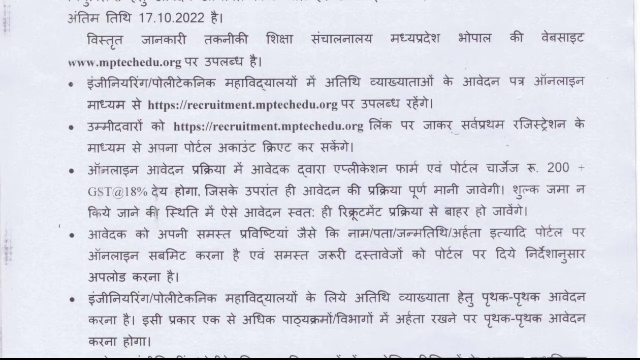 अंतिम तिथि 17.10.2022 है।
विस्तृत जानकारी तकनीकी शिक्षा संचालनालय मध्यप्रदेश भोपाल की वेबसाइट
www.mptechedu.org पर उपलब्ध है।
• इंजीनियरिंग/पोलीटेकनिक महाविद्यालयों में अतिथि व्याख्याताओं के आवेदन पत्र ऑनलाइन
माध्यम से https://recruitment.mptechedu.org पर उपलब्ध रहेंगे।
• उम्मीदवारों को https://recruitment.mptechedu.org लिंक पर जाकर सर्वप्रथम रजिस्ट्रेशन के
माध्यम से अपना पोर्टल अकाउंट क्रिएट कर सकेंगे।
• ऑनलाइन आवेदन प्रक्रिया में आवेदक द्वारा एप्लीकेशन फार्म एवं पोर्टल चार्जेज रू. 200 +
GST@18% देय होगा, जिसके उपरांत ही आवेदन की प्रक्रिया पूर्ण मानी जावेगी। शुल्क जमा न
किये जाने की स्थिति में ऐसे आवेदन स्वत: ही रिक्रूटमेंट प्रक्रिया से बाहर हो जावेंगे।
• आवेदक को अपनी समस्त प्रविष्टियां जैसे कि नाम/पता/जन्मतिथि/अर्हता इत्यादि पोर्टल पर
ऑनलाइन सबमिट करना है एवं समस्त जरूरी दस्तावेजों को पोर्टल पर दिये निर्देशानुसार
अपलोड करना है।
• इंजीनियरिंग/पोलीटेकनिक महाविद्यालयों के लिये अतिथि व्याख्याता हेतु पृथक-पृथक आवेदन
करना है। इसी प्रकार एक से अधिक पाठ्यक्रमों/विभागों में अर्हता रखने पर पृथक-पृथक आवेदन
करना होगा।